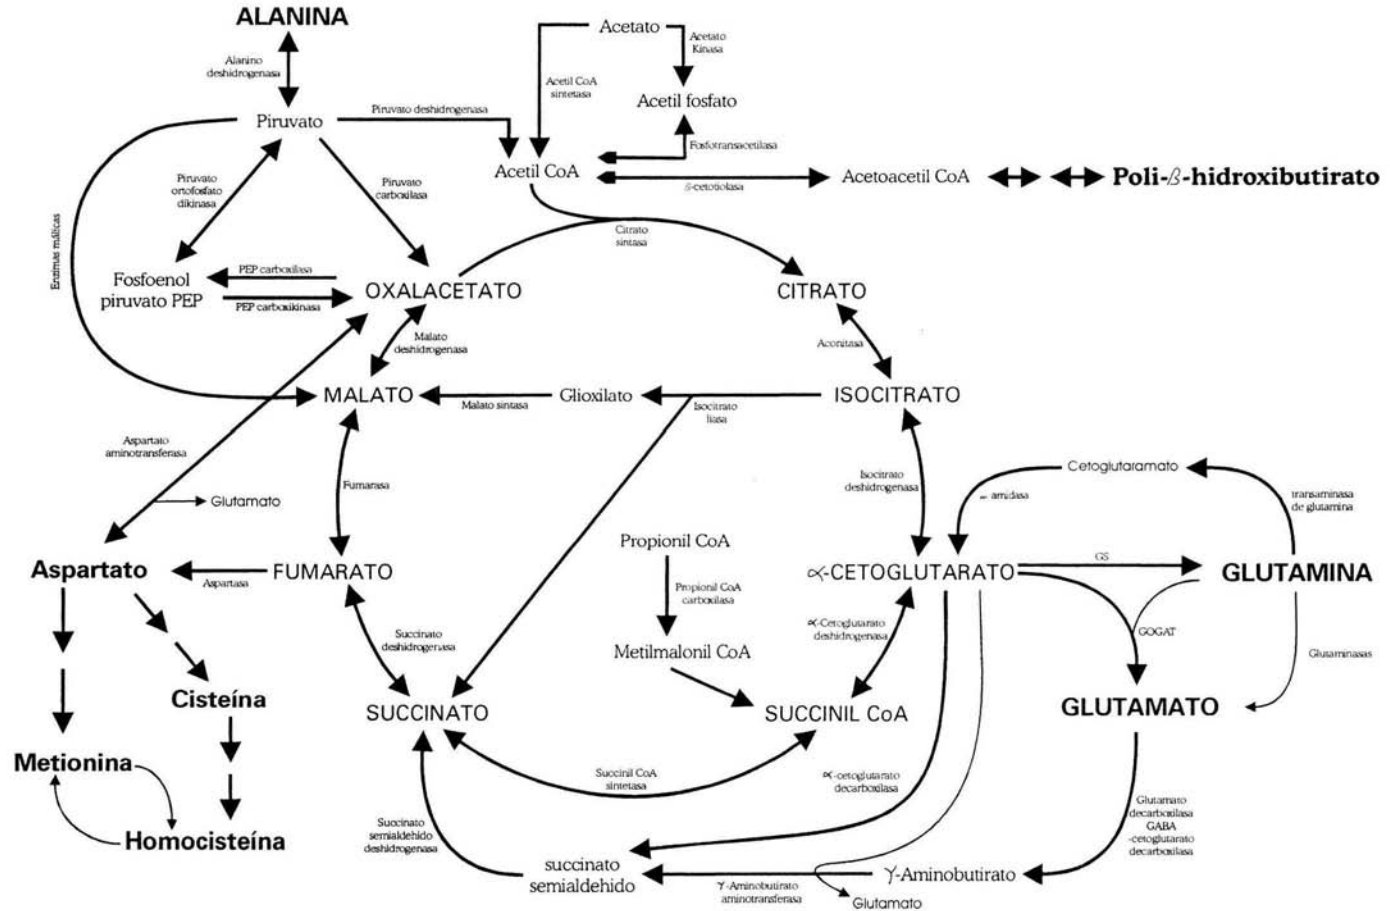 ALANINA
Acetato
Acetato
Kinasa
Alanino
deshidrogenasa
Acetil CoA
sintetasa
Acetil fosfato
Piruvato
Piruvato deshidrogenasa
Fosfotransacetilasa
Acetil CoA
ß-cetotiolasa
Acetoacetil CoA
Poli-ß-hidroxibutirato
Piruvato
ortofosfato
dikinasa
Piruvato
carboxilasa
Enzimas málicas
Citrato
sintasa
Fosfoenol
piruvato PEP
PEP carboxilasa
PEP carboxikinasa
OXALACETATO
CITRATO
Malato
deshidrogenasa
Aconitasa
MALATO
Malato sintasa
Glioxilato
Isocitrato
liasa
ISOCITRATO
Aspartato
aminotransferasa
Glutamato
Fumarasa
Isocitrato
deshidrogenasa
Cetoglutaramato
amidasa
transaminasa
de glutamina
Propionil CoA
Aspartato
Aspartasa
FUMARATO
∝-CETOGLUTARATO
GS
GLUTAMINA
Propionil CoA
carboxilasa
Succinato
deshidrogenasa
∝-Cetoglutarato
deshidrogenasa
GOGAT
Glutaminasas
Metilmalonil CoA
Cisteína
SUCCINATO
SUCCINIL CoA
GLUTAMATO
Metionina
Succinil CoA
sintetasa
∝-cetoglutarato
decarboxilasa
Homocisteína
Succinato
semialdehido
deshidrogenasa
Glutamato
decarboxilasa
GABA
-cetoglutarato
decarboxilasa
succinato
semialdehido
γ-Aminobutirato
aminotransferasa
γ-Aminobutirato
Glutamato